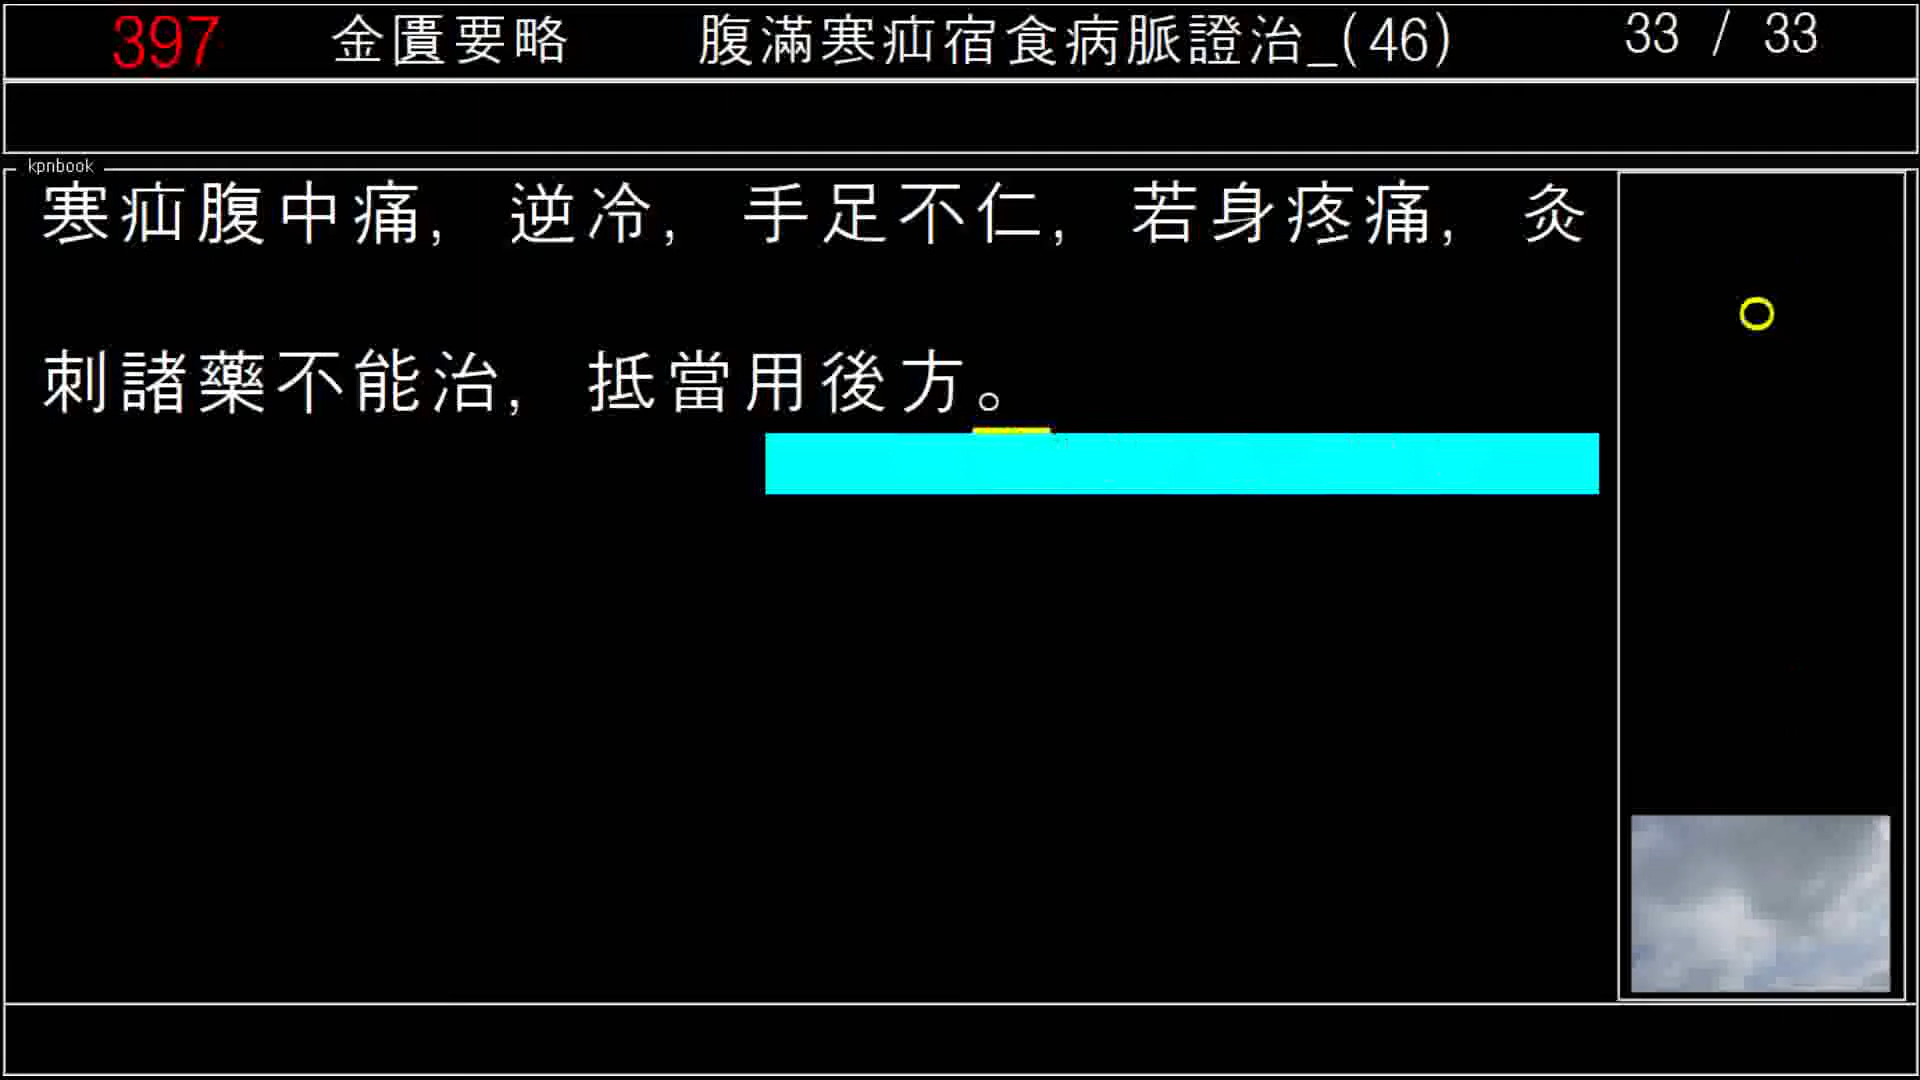 397 金匱要略 腹滿寒疝宿食病脈證治_(46) 33 / 33
kpnbook
寒疝腹中痛, 逆冷, 手足不仁, 若身疼痛, 灸
刺諸藥不能治, 抵當用後方。